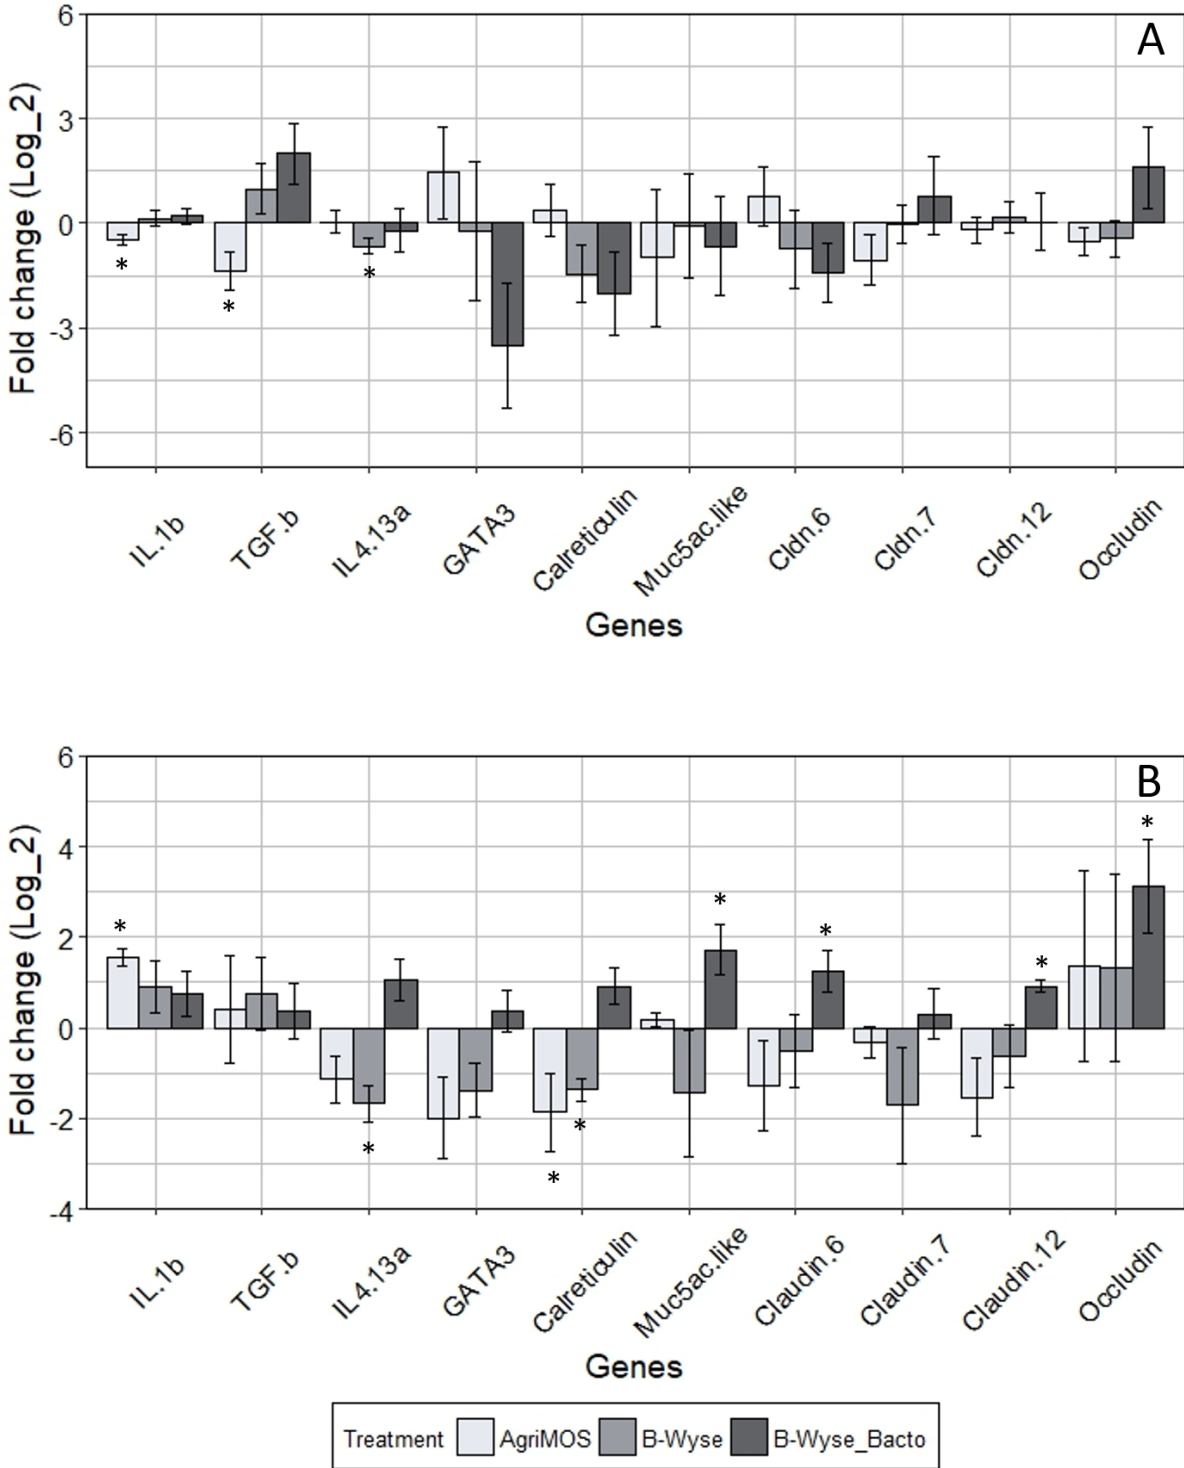 A
6
3
0
-3
-6
Fold change (Log_2)
* * *
IL.1b TGF.b IL4.13a GATA3 Calreticulin Muc5ac.like Cldn.6 Cldn.7 Cldn.12 Occludin
Genes
B
6
4
2
0
-2
-4
Fold change (Log_2)
* * * * * * * *
IL.1b TGF.b IL4.13a GATA3 Calreticulin Muc5ac.like Claudin.6 Claudin.7 Claudin.12 Occludin
Genes
Treatment AgriMOS B-Wyse B-Wyse_Bacto